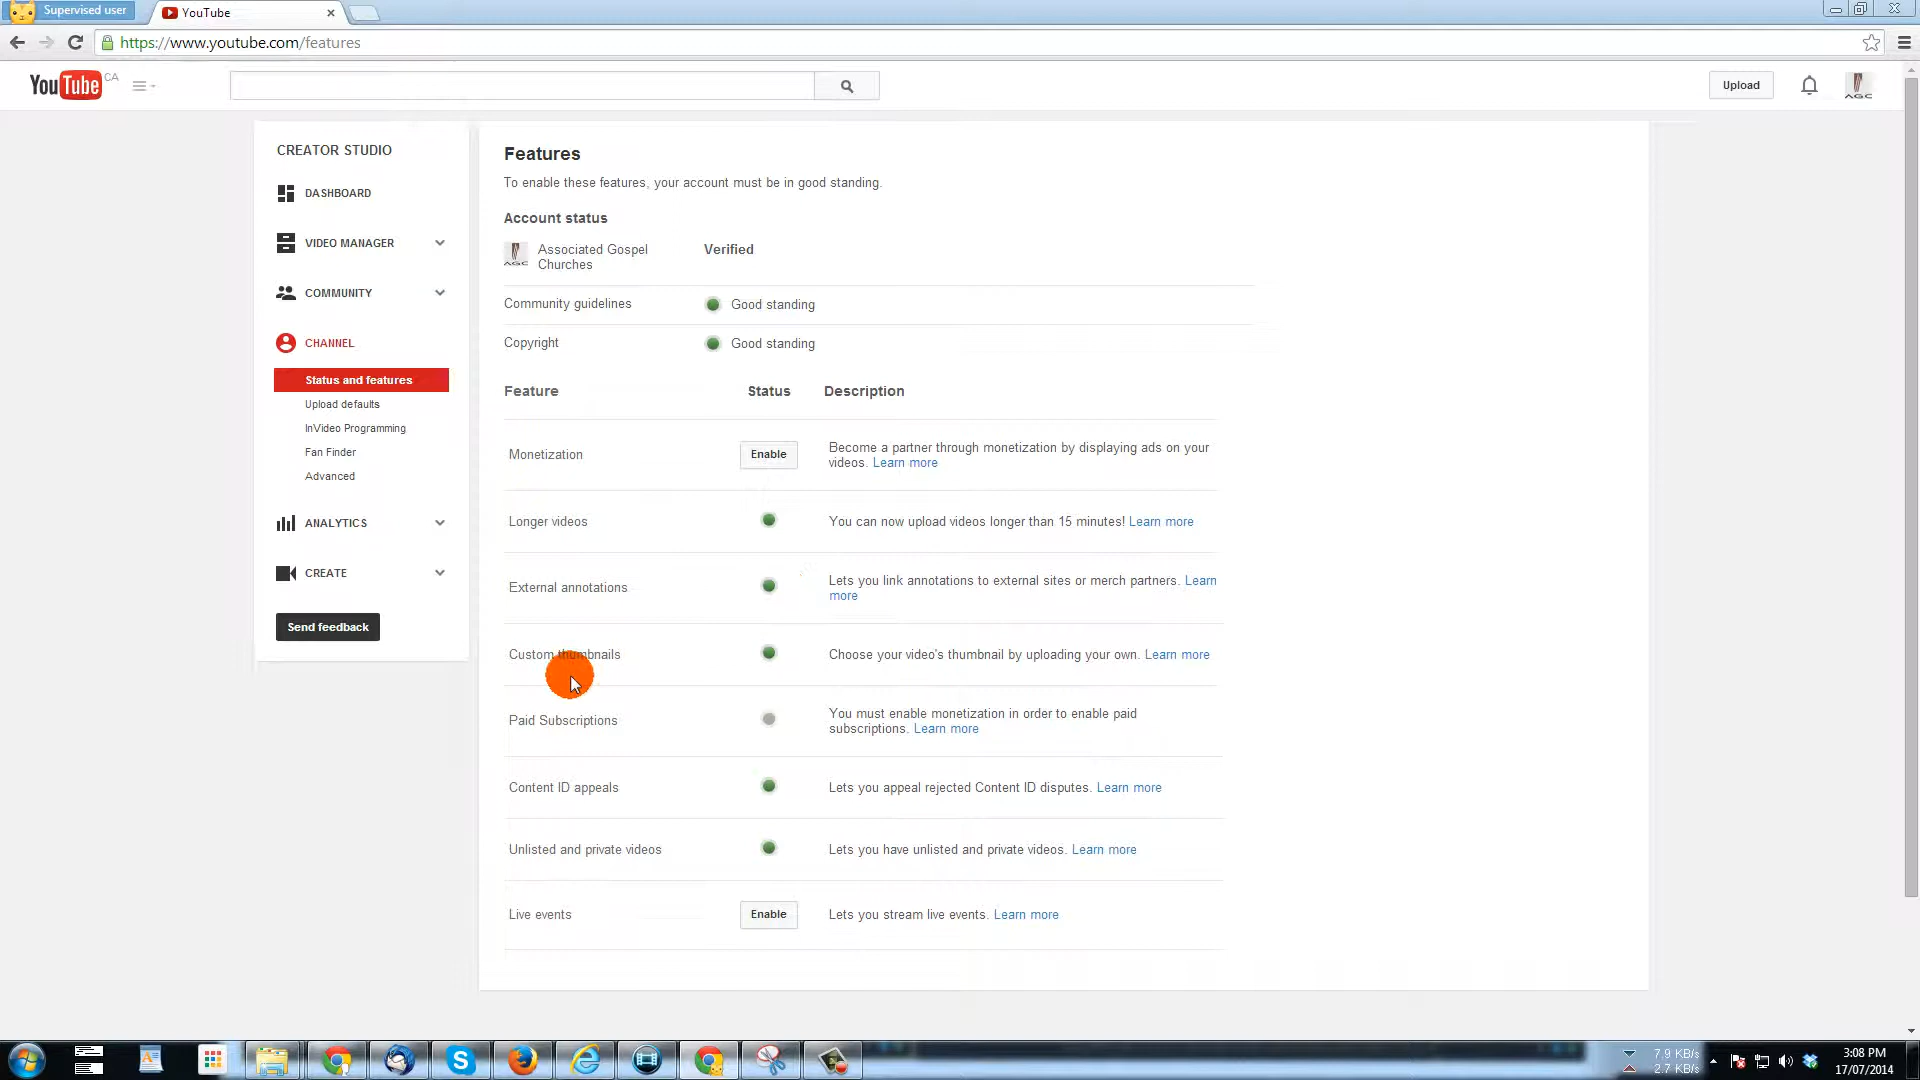 Supervised user
YouTube
https://www.youtube.com/features
YouTube CA
Upload
AGC
CREATOR STUDIO
DASHBOARD
VIDEO MANAGER
COMMUNITY
CHANNEL
Status and features
Upload defaults
InVideo Programming
Fan Finder
Advanced
ANALYTICS
CREATE
Send feedback
Features
To enable these features, your account must be in good standing.
Account status
AGC
Associated Gospel
Churches
Verified
Community guidelines
Good standing
Copyright
Good standing
Feature Status Description
Monetization
Enable
Become a partner through monetization by displaying ads on your
videos. Learn more
Longer videos
You can now upload videos longer than 15 minutes! Learn more
External annotations
Lets you link annotations to external sites or merch partners. Learn
more
Custom thumbnails
Choose your video's thumbnail by uploading your own. Learn more
Paid Subscriptions
You must enable monetization in order to enable paid
subscriptions. Learn more
Content ID appeals
Lets you appeal rejected Content ID disputes. Learn more
Unlisted and private videos
Lets you have unlisted and private videos. Learn more
Live events
Enable
Lets you stream live events. Learn more
7.9 KB/s
2.7 KB/s
3:08 PM
17/07/2014